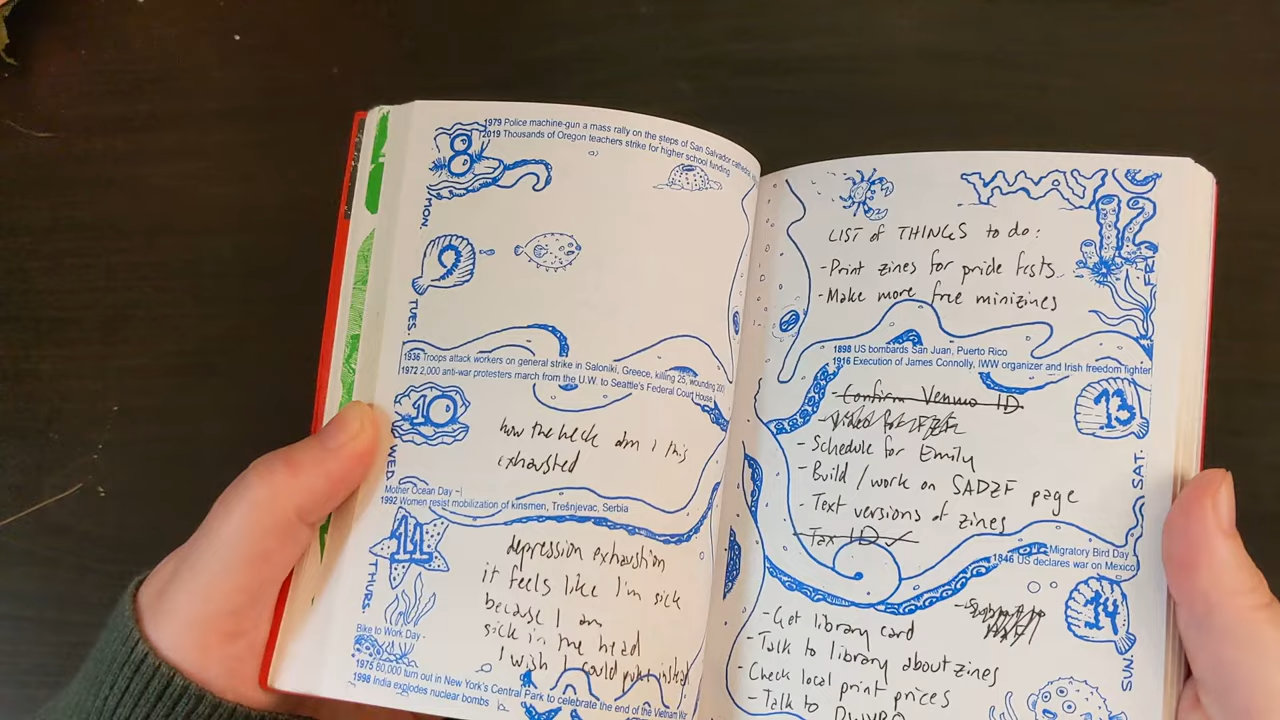 1979 Police machine-gun a mass rally on the steps of San Salvador cathedral,
2019 Thousands of Oregon teachers strike for higher school funding
MON.
9
TUES.
1936 Troops attack workers on general strike in Saloniki, Greece, killing 25, wounding 200
1972 2,000 anti-war protesters march from the U.W. to Seattle's Federal Court House
10
how the heck am I this
exhausted
WED
Mother Ocean Day ~
1992 Women resist mobilization of kinsmen, Trešnjevac, Serbia
11
depression exhaustion
it feels like I'm sick
because I am
sick in the head
I wish I could puke instead
THURS.
Bike to Work Day -
1975 80,000 turn out in New York's Central Park to celebrate the end of the Vietnam War
1998 India explodes nuclear bombs
12
LIST of THINGS to do:
- Print zines for pride fests
- Make more free minizines
FRI.
1898 US bombards San Juan, Puerto Rico
1916 Execution of James Connolly, IWW organizer and Irish freedom fighter
13
- Confirm Venmo ID
- Schedule for Emily
- Build / work on SADZF page
- Text versions of zines
- Tax ID ✓
SAT.
Migratory Bird Day
1846 US declares war on Mexico
14
- Get library card
- Talk to library about zines
- Check local print prices
- Talk to
SUN.